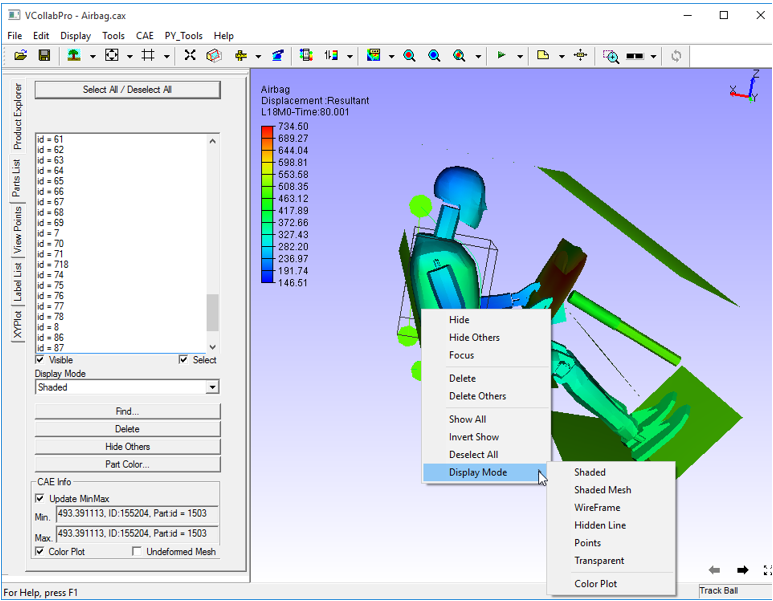 VCollabPro - Airbag.cax
File Edit Display Tools CAE PY_Tools Help
Product Explorer
Parts List
View Points
Label List
XYPlot
Select All / Deselect All
id = 61
id = 62
id = 63
id = 64
id = 65
id = 66
id = 67
id = 68
id = 69
id = 7
id = 70
id = 71
id = 718
id = 74
id = 75
id = 76
id = 77
id = 78
id = 8
id = 86
id = 87
Visible Select
Display Mode
Shaded
Find...
Delete
Hide Others
Part Color...
CAE Info
Update MinMax
Min. 493.391113, ID:155204, Part:id = 1503
Max. 493.391113, ID:155204, Part:id = 1503
Color Plot Undeformed Mesh
Airbag
Displacement :Resultant
L18M0-Time:80.001
734.50
689.27
644.04
598.81
553.58
508.35
463.12
417.89
372.66
327.43
282.20
236.97
191.74
146.51
Z
X
Y
Hide
Hide Others
Focus
Delete
Delete Others
Show All
Invert Show
Deselect All
Display Mode
Shaded
Shaded Mesh
WireFrame
Hidden Line
Points
Transparent
Color Plot
For Help, press F1
Track Ball